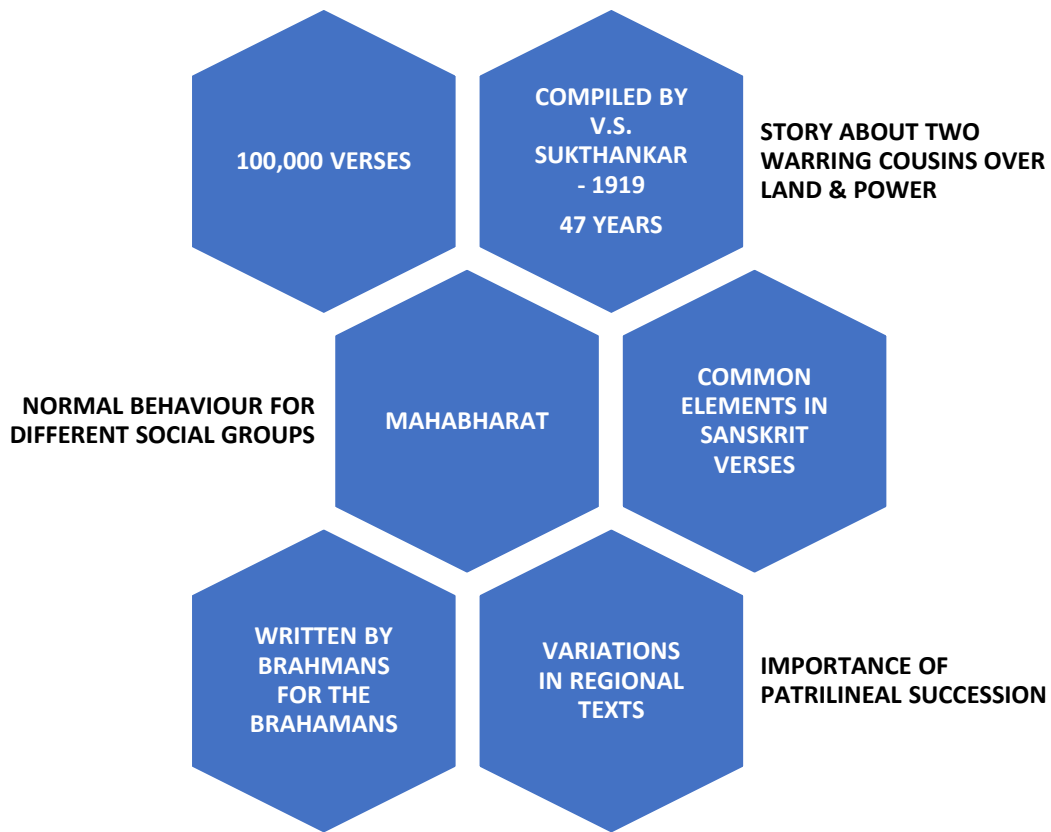 100,000 VERSES
COMPILED BY
V.S.
SUKTHANKAR
- 1919
47 YEARS
STORY ABOUT TWO
WARRING COUSINS OVER
LAND & POWER
NORMAL BEHAVIOUR FOR
DIFFERENT SOCIAL GROUPS
MAHABHARAT
COMMON
ELEMENTS IN
SANSKRIT
VERSES
WRITTEN BY
BRAHMANS
FOR THE
BRAHAMANS
VARIATIONS
IN REGIONAL
TEXTS
IMPORTANCE OF
PATRILINEAL SUCCESSION